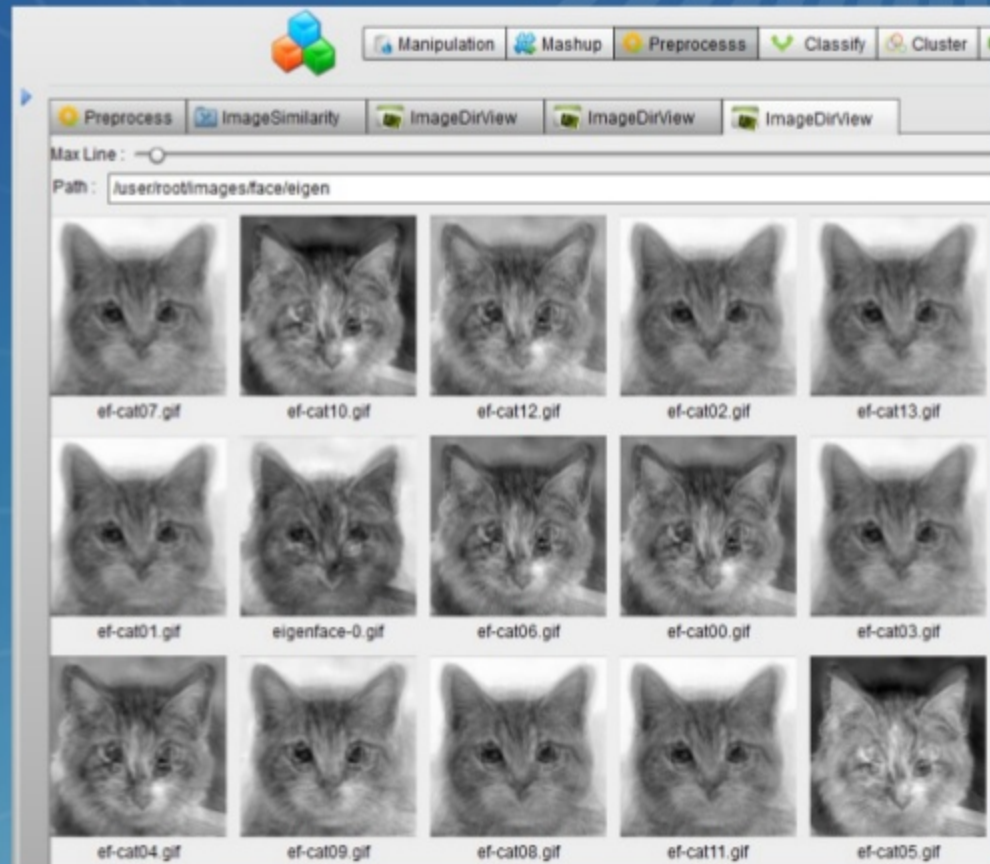 Manipulation Mashup Preprocesss Classify Cluster
Preprocess ImageSimilarity ImageDirView ImageDirView ImageDirView
Max Line :
Path : /user/root/images/face/eigen
ef-cat07.gif ef-cat10.gif ef-cat12.gif ef-cat02.gif ef-cat13.gif
ef-cat01.gif eigenface-0.gif ef-cat06.gif ef-cat00.gif ef-cat03.gif
ef-cat04.gif ef-cat09.gif ef-cat08.gif ef-cat11.gif ef-cat05.gif